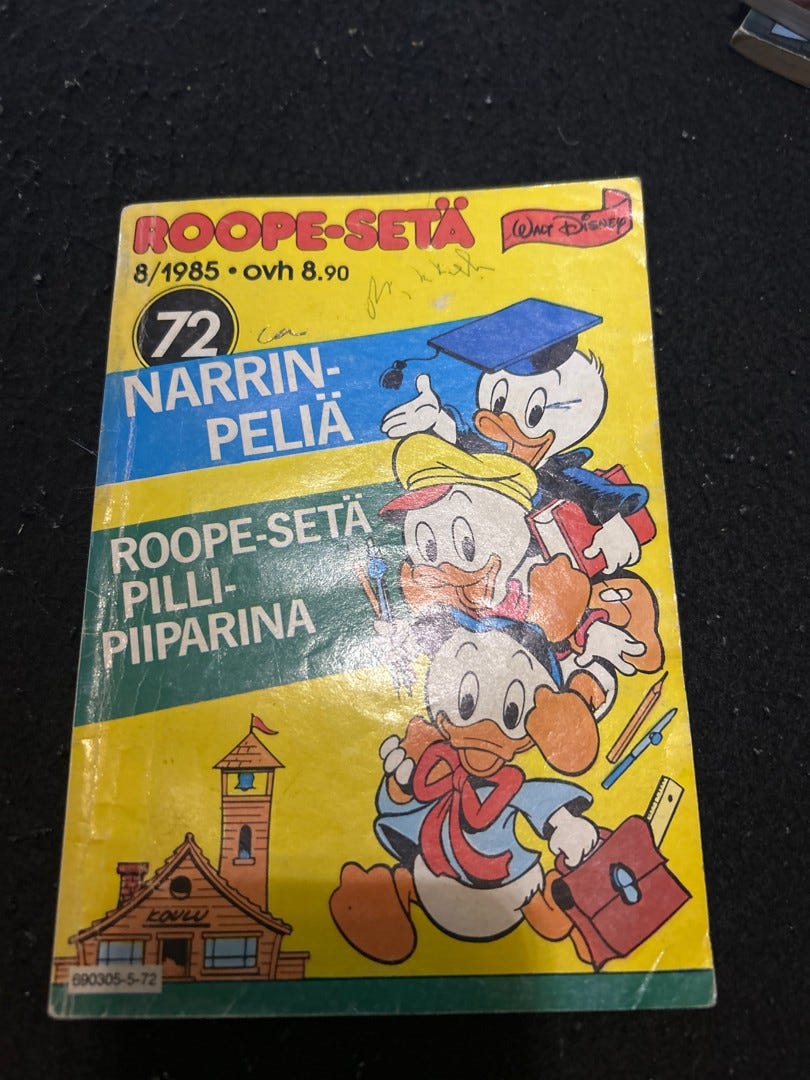 ROOPE-SETÄ
WALT DISNEY
8/1985 • ovh 8.90
72
NARRIN-
PELIÄ
ROOPE-SETÄ
PILLI-
PIIPARINA
KOULU
690305-5-72